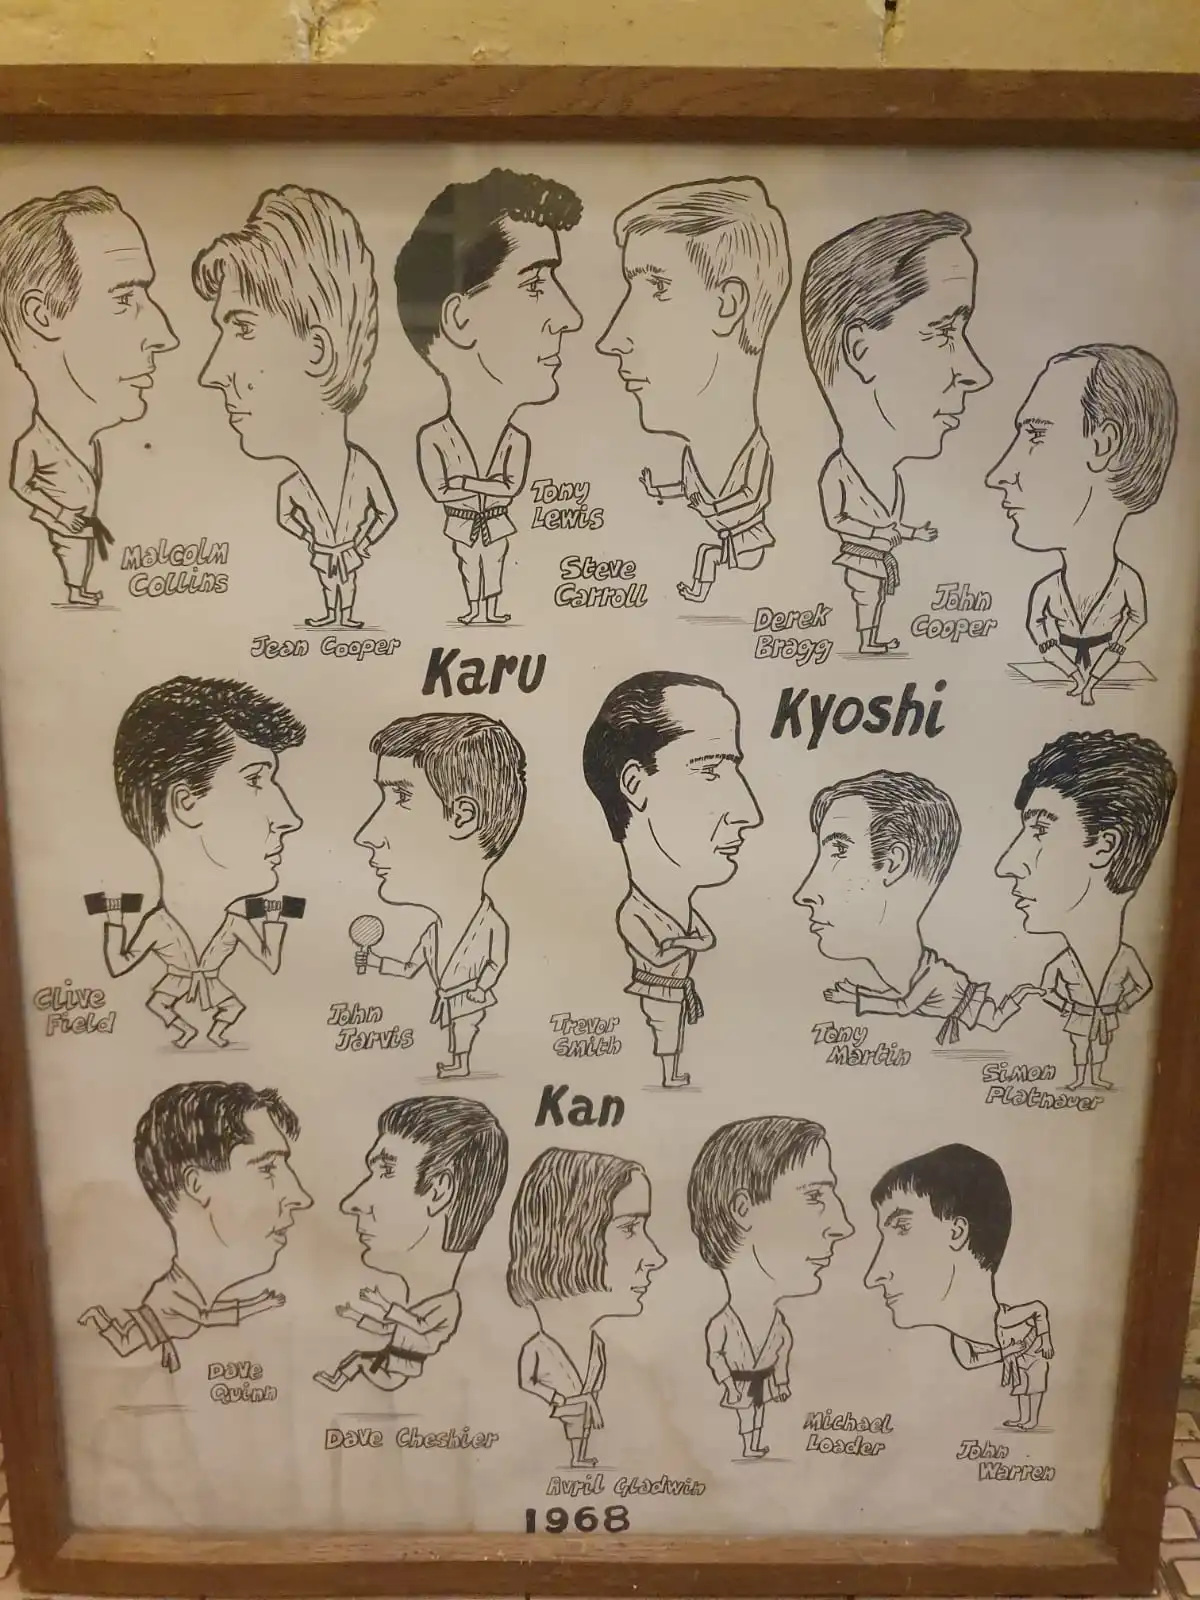 Malcolm
Collins
Jean Cooper
Tony
Lewis
Steve
Carroll
Derek
Bragg
John
Cooper
Karu
Kyoshi
Clive
Field
John
Jarvis
Trevor
Smith
Tony
Martin
Simon
Platnauer
Kan
Dave
Quinn
Dave Cheshier
Avril Gladwin
Michael
Loader
John
Warren
1968